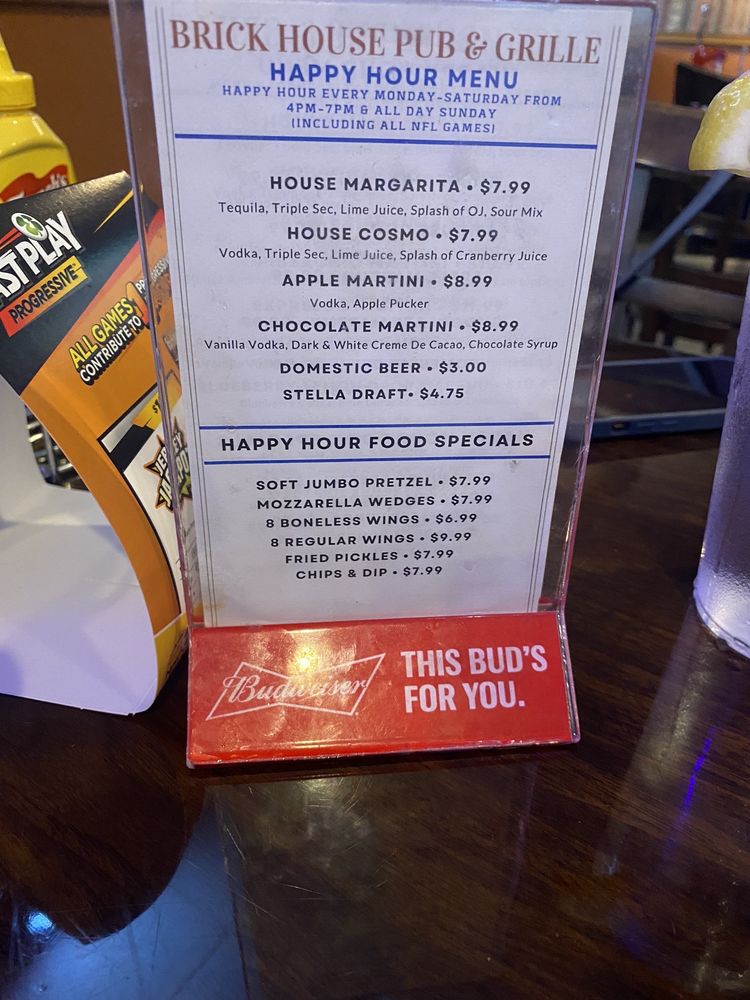 BRICK HOUSE PUB & GRILLE
HAPPY HOUR MENU
HAPPY HOUR EVERY MONDAY-SATURDAY FROM
4PM-7PM & ALL DAY SUNDAY
(INCLUDING ALL NFL GAMES)
HOUSE MARGARITA • $7.99
Tequila, Triple Sec, Lime Juice, Splash of OJ, Sour Mix
HOUSE COSMO • $7.99
Vodka, Triple Sec, Lime Juice, Splash of Cranberry Juice
APPLE MARTINI • $8.99
Vodka, Apple Pucker
CHOCOLATE MARTINI • $8.99
Vanilla Vodka, Dark & White Creme De Cacao, Chocolate Syrup
DOMESTIC BEER • $3.00
STELLA DRAFT• $4.75
HAPPY HOUR FOOD SPECIALS
SOFT JUMBO PRETZEL • $7.99
MOZZARELLA WEDGES • $7.99
8 BONELESS WINGS • $6.99
8 REGULAR WINGS • $9.99
FRIED PICKLES • $7.99
CHIPS & DIP • $7.99
Budweiser
THIS BUD'S
FOR YOU.
PLAY
PROGRESSIVE
ALL GAMES
CONTRIBUTE TO